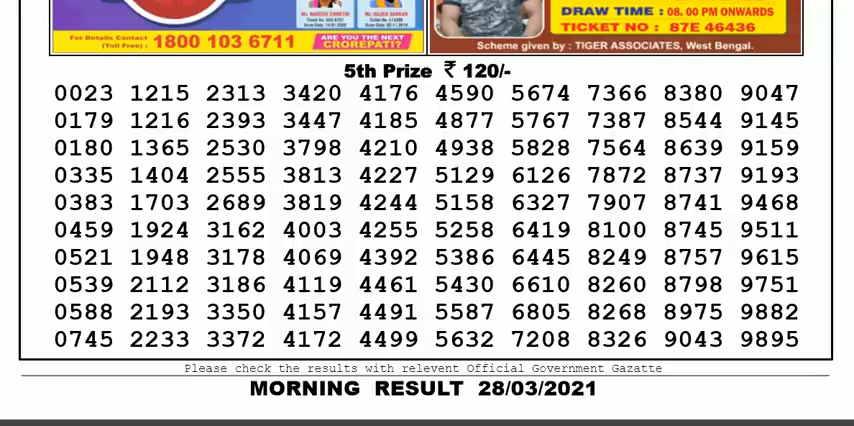 DRAW TIME : 08. 00 PM ONWARDS
TICKET NO : 87E 46436
For Details Contact
(Toll Free) : 1800 103 6711
ARE YOU THE NEXT
CROREPATI?
Scheme given by : TIGER ASSOCIATES, West Bengal.
5th Prize ₹ 120/-
0023 1215 2313 3420 4176 4590 5674 7366 8380 9047
0179 1216 2393 3447 4185 4877 5767 7387 8544 9145
0180 1365 2530 3798 4210 4938 5828 7564 8639 9159
0335 1404 2555 3813 4227 5129 6126 7872 8737 9193
0383 1703 2689 3819 4244 5158 6327 7907 8741 9468
0459 1924 3162 4003 4255 5258 6419 8100 8745 9511
0521 1948 3178 4069 4392 5386 6445 8249 8757 9615
0539 2112 3186 4119 4461 5430 6610 8260 8798 9751
0588 2193 3350 4157 4491 5587 6805 8268 8975 9882
0745 2233 3372 4172 4499 5632 7208 8326 9043 9895
Please check the results with relevent Official Government Gazatte
MORNING RESULT 28/03/2021